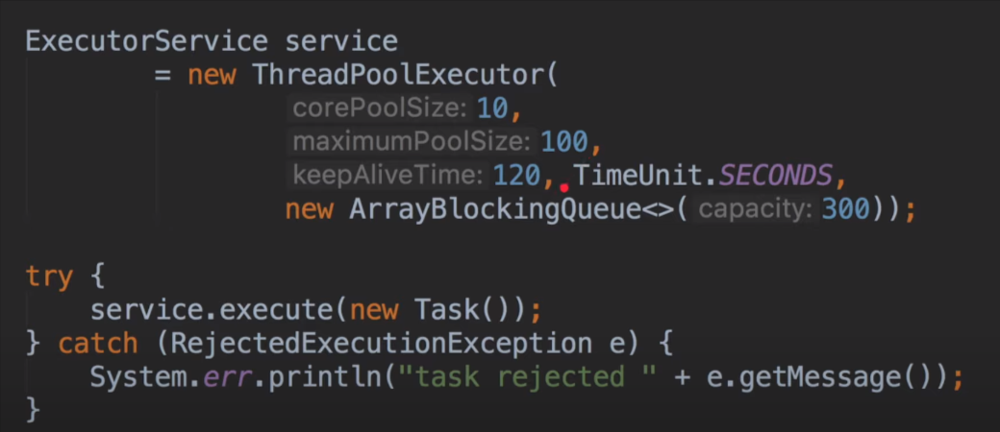 ExecutorService service
= new ThreadPoolExecutor(
corePoolSize: 10,
maximumPoolSize: 100,
keepAliveTime: 120, TimeUnit.SECONDS,
new ArrayBlockingQueue<>( capacity: 300));
try {
service.execute(new Task());
} catch (RejectedExecutionException e) {
System.err.println("task rejected " + e.getMessage());
}